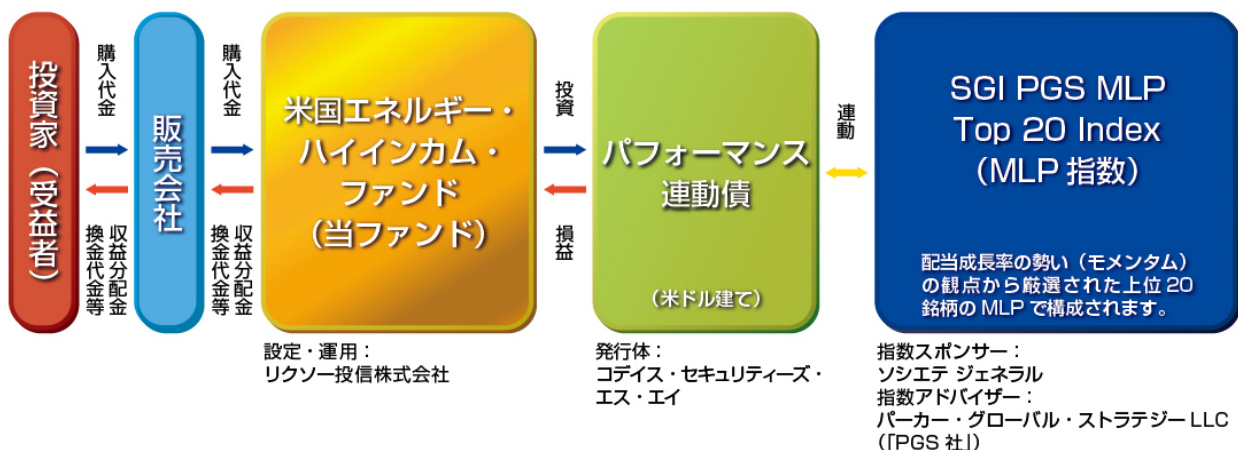 投資家（受益者）
購入代金
収益分配金
換金代金等
販売会社
購入代金
収益分配金
換金代金等
米国エネルギー・
ハイインカム・
ファンド
（当ファンド）
設定・運用：
リクソー投信株式会社
投資
損益
パフォーマンス
連動債
（米ドル建て）
発行体：
コデイス・セキュリティーズ・
エス・エイ
連動
SGI PGS MLP
Top 20 Index
（MLP 指数）
配当成長率の勢い（モメンタム）
の観点から厳選された上位 20
銘柄の MLP で構成されます。
指数スポンサー：
ソシエテ ジェネラル
指数アドバイザー：
パーカー・グローバル・ストラテジー LLC
（「PGS 社」）